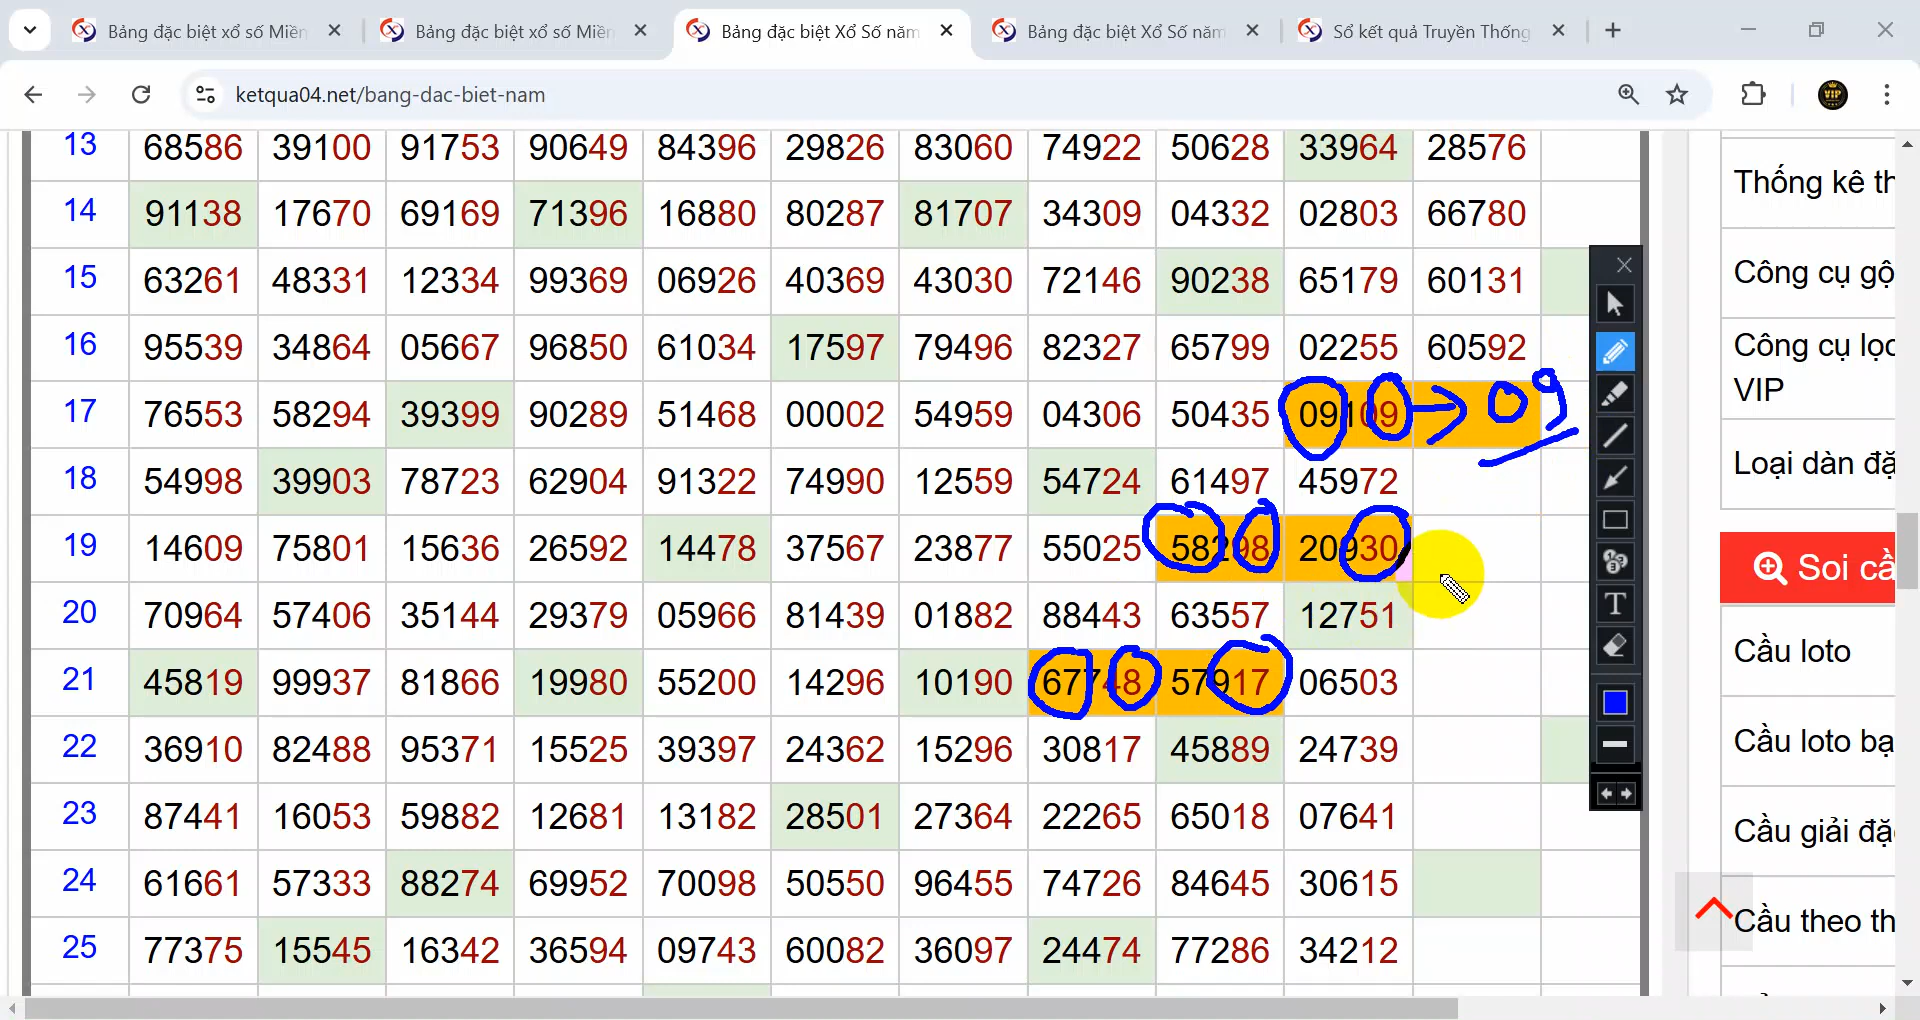 Bảng đặc biệt xổ số Miền
Bảng đặc biệt xổ số Miền
Bảng đặc biệt Xổ Số năm
Bảng đặc biệt Xổ Số năm
Sổ kết quả Truyền Thống
ketqua04.net/bang-dac-biet-nam
VIP
13 68586 39100 91753 90649 84396 29826 83060 74922 50628 33964 28576
14 91138 17670 69169 71396 16880 80287 81707 34309 04332 02803 66780
15 63261 48331 12334 99369 06926 40369 43030 72146 90238 65179 60131
16 95539 34864 05667 96850 61034 17597 79496 82327 65799 02255 60592
17 76553 58294 39399 90289 51468 00002 54959 04306 50435 09109 → 09
18 54998 39903 78723 62904 91322 74990 12559 54724 61497 45972
19 14609 75801 15636 26592 14478 37567 23877 55025 58298 20930
20 70964 57406 35144 29379 05966 81439 01882 88443 63557 12751
21 45819 99937 81866 19980 55200 14296 10190 67748 57917 06503
22 36910 82488 95371 15525 39397 24362 15296 30817 45889 24739
23 87441 16053 59882 12681 13182 28501 27364 22265 65018 07641
24 61661 57333 88274 69952 70098 50550 96455 74726 84645 30615
25 77375 15545 16342 36594 09743 60082 36097 24474 77286 34212
Thống kê th
Công cụ gộ
Công cụ lọc
VIP
Loại dàn đặ
Soi cầ
Cầu loto
Cầu loto bạ
Cầu giải đặ
Cầu theo th
T